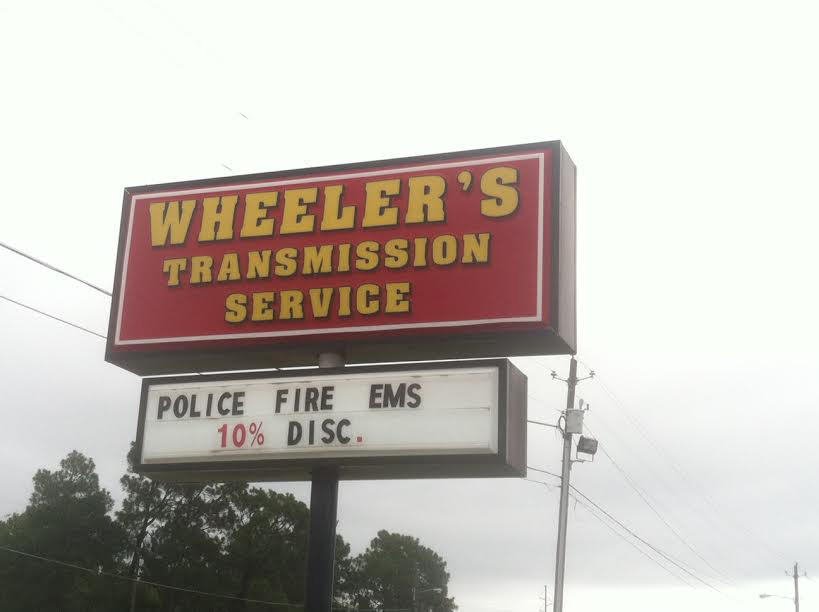 WHEELER'S
TRANSMISSION
SERVICE
POLICE FIRE EMS
10% DISC.